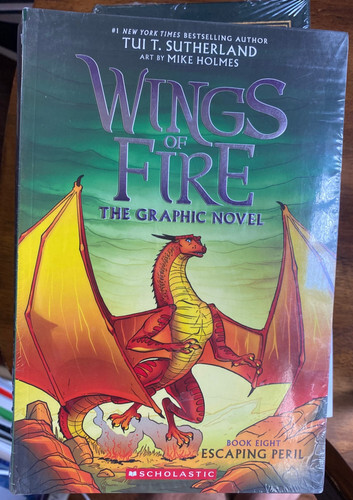 #1 NEW YORK TIMES BESTSELLING AUTHOR
TUI T. SUTHERLAND
ART BY MIKE HOLMES
WINGS
OF
FIRE
THE GRAPHIC NOVEL
BOOK EIGHT
ESCAPING PERIL
SCHOLASTIC